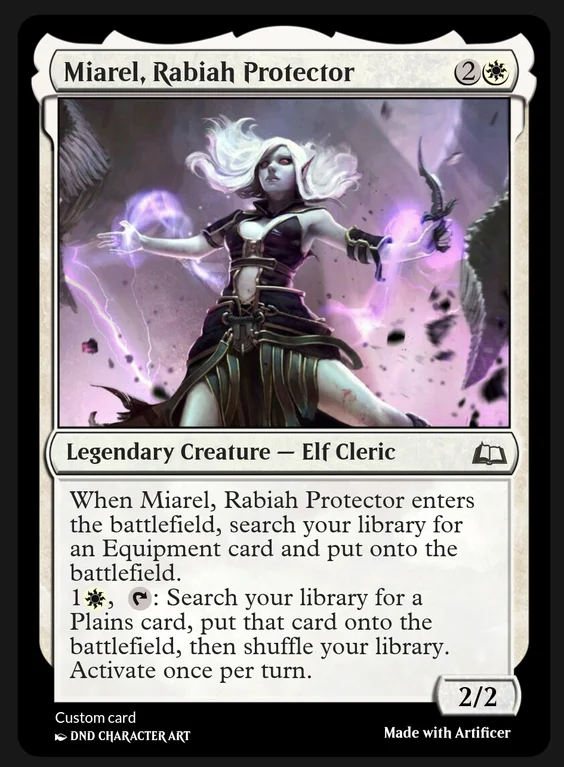 Miarel, Rabiah Protector 2
Legendary Creature — Elf Cleric
When Miarel, Rabiah Protector enters
the battlefield, search your library for
an Equipment card and put onto the
battlefield.
1, : Search your library for a
Plains card, put that card onto the
battlefield, then shuffle your library.
Activate once per turn.
2/2
Custom card
DND CHARACTER ART
Made with Artificer